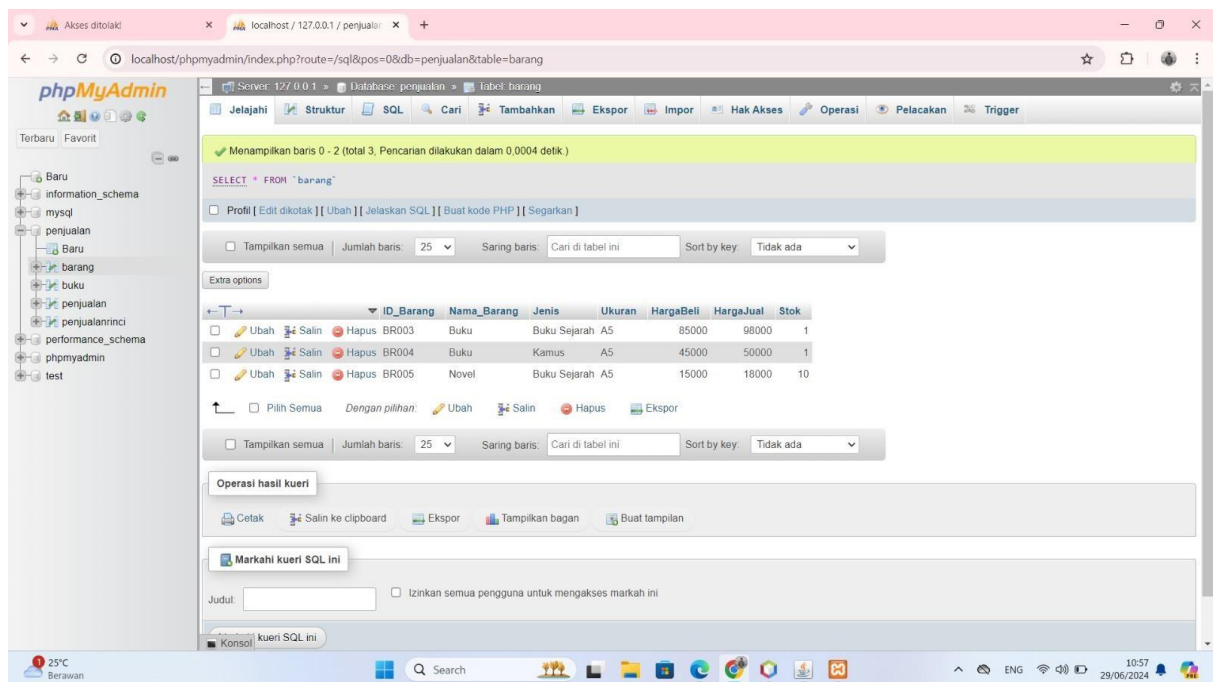 Akses ditolak!
localhost / 127.0.0.1 / penjualan
localhost/phpmyadmin/index.php?route=/sql&pos=0&db=penjualan&table=barang
phpMyAdmin
Terbaru Favorit
Baru
information_schema
mysql
penjualan
Baru
barang
buku
penjualan
penjualanrinci
performance_schema
phpmyadmin
test
Server: 127.0.0.1 » Database: penjualan » Tabel: barang
Jelajahi Struktur SQL Cari Tambahkan Ekspor Impor Hak Akses Operasi Pelacakan Trigger
Menampilkan baris 0 - 2 (total 3, Pencarian dilakukan dalam 0,0004 detik.)
SELECT * FROM `barang`
Profil [ Edit dikotak ] [ Ubah ] [ Jelaskan SQL ] [ Buat kode PHP ] [ Segarkan ]
Tampilkan semua | Jumlah baris: 25 Saring baris: Cari di tabel ini Sort by key: Tidak ada
Extra options
←T→ ID_Barang Nama_Barang Jenis Ukuran HargaBeli HargaJual Stok
Ubah Salin Hapus BR003 Buku Buku Sejarah A5 85000 98000 1
Ubah Salin Hapus BR004 Buku Kamus A5 45000 50000 1
Ubah Salin Hapus BR005 Novel Buku Sejarah A5 15000 18000 10
Pilih Semua Dengan pilihan: Ubah Salin Hapus Ekspor
Tampilkan semua | Jumlah baris: 25 Saring baris: Cari di tabel ini Sort by key: Tidak ada
Operasi hasil kueri
Cetak Salin ke clipboard Ekspor Tampilkan bagan Buat tampilan
Markahi kueri SQL ini
Judul: Izinkan semua pengguna untuk mengakses markah ini
Konsol kueri SQL ini
1 25°C
Berawan
Search
ENG
10:57
29/06/2024